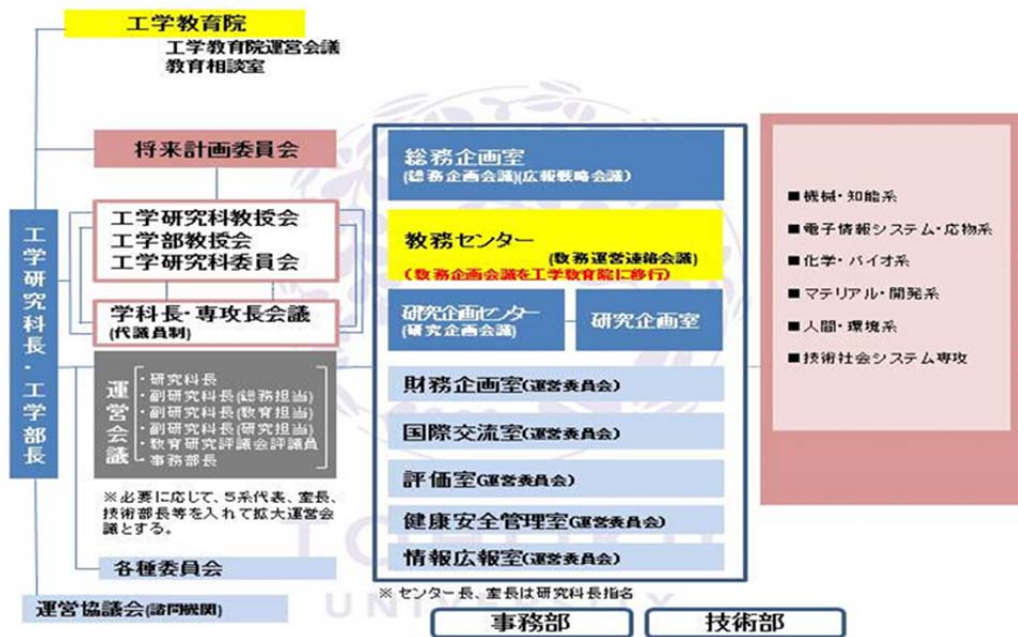 工学教育院
工学教育院運営会議
教育相談室
将来計画委員会
工学研究科長・工学部長
工学研究科教授会
工学部教授会
工学研究科委員会
学科長・専攻長会議
(代議員制)
運営会議
・研究科長
・副研究科長(総務担当)
・副研究科長(教育担当)
・副研究科長(研究担当)
・教育研究評議会評議員
・事務部長
※必要に応じて、5系代表、室長、
技術部長等を入れて拡大運営会
議とする。
各種委員会
運営協議会(諮問機関)
総務企画室
(総務企画会議)(広報戦略会議)
教務センター
(教務運営連絡会議)
(教務企画会議を工学教育院に移行)
研究企画センター
(研究企画会議)
研究企画室
財務企画室(運営委員会)
国際交流室(運営委員会)
評価室(運営委員会)
健康安全管理室(運営委員会)
情報広報室(運営委員会)
※ センター長、室長は研究科長指名
事務部
技術部
■機械・知能系
■電子情報システム・応物系
■化学・バイオ系
■マテリアル・開発系
■人間・環境系
■技術社会システム専攻
TOHOKU
UNIVERSITY